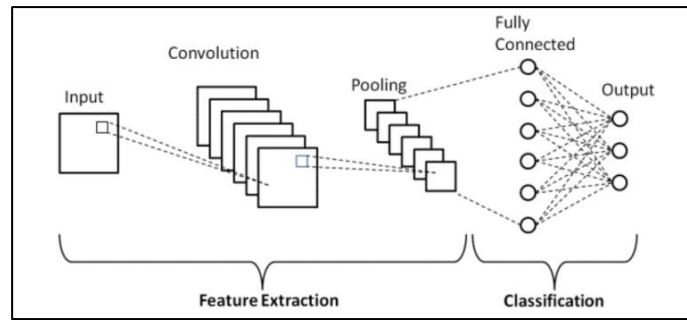 Input
Convolution
Pooling
Fully
Connected
Output
Feature Extraction
Classification